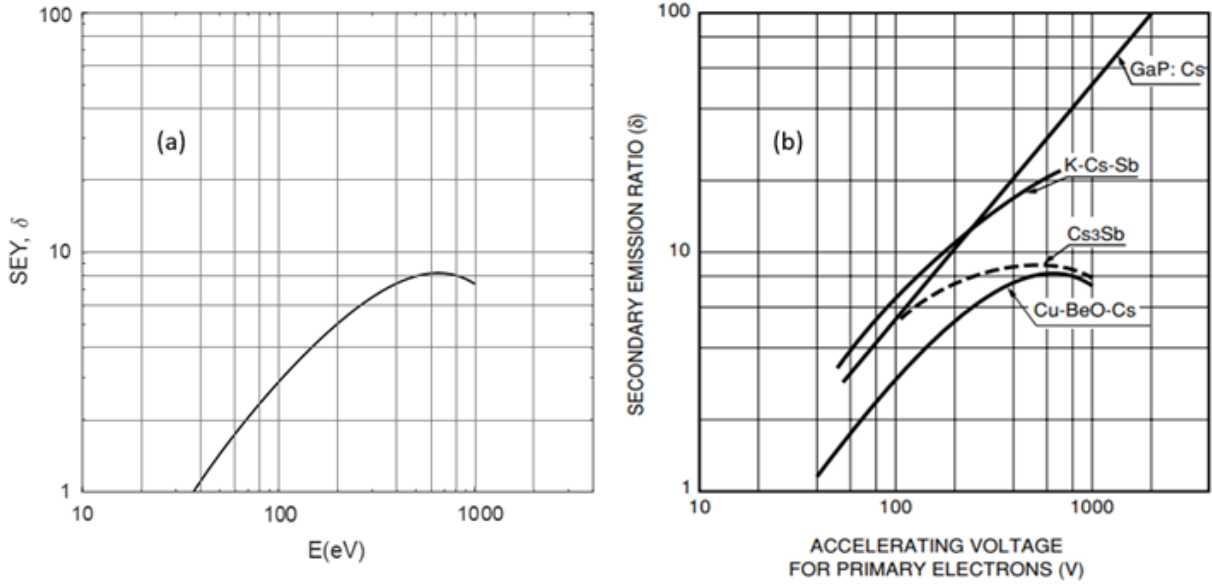 100
(a)
SEY, δ
10
1
10
100
1000
E(eV)
100
GaP: Cs
(b)
K-Cs-Sb
SECONDARY EMISSION RATIO (δ)
Cs3Sb
10
Cu-BeO-Cs
1
10
100
1000
ACCELERATING VOLTAGE
FOR PRIMARY ELECTRONS (V)